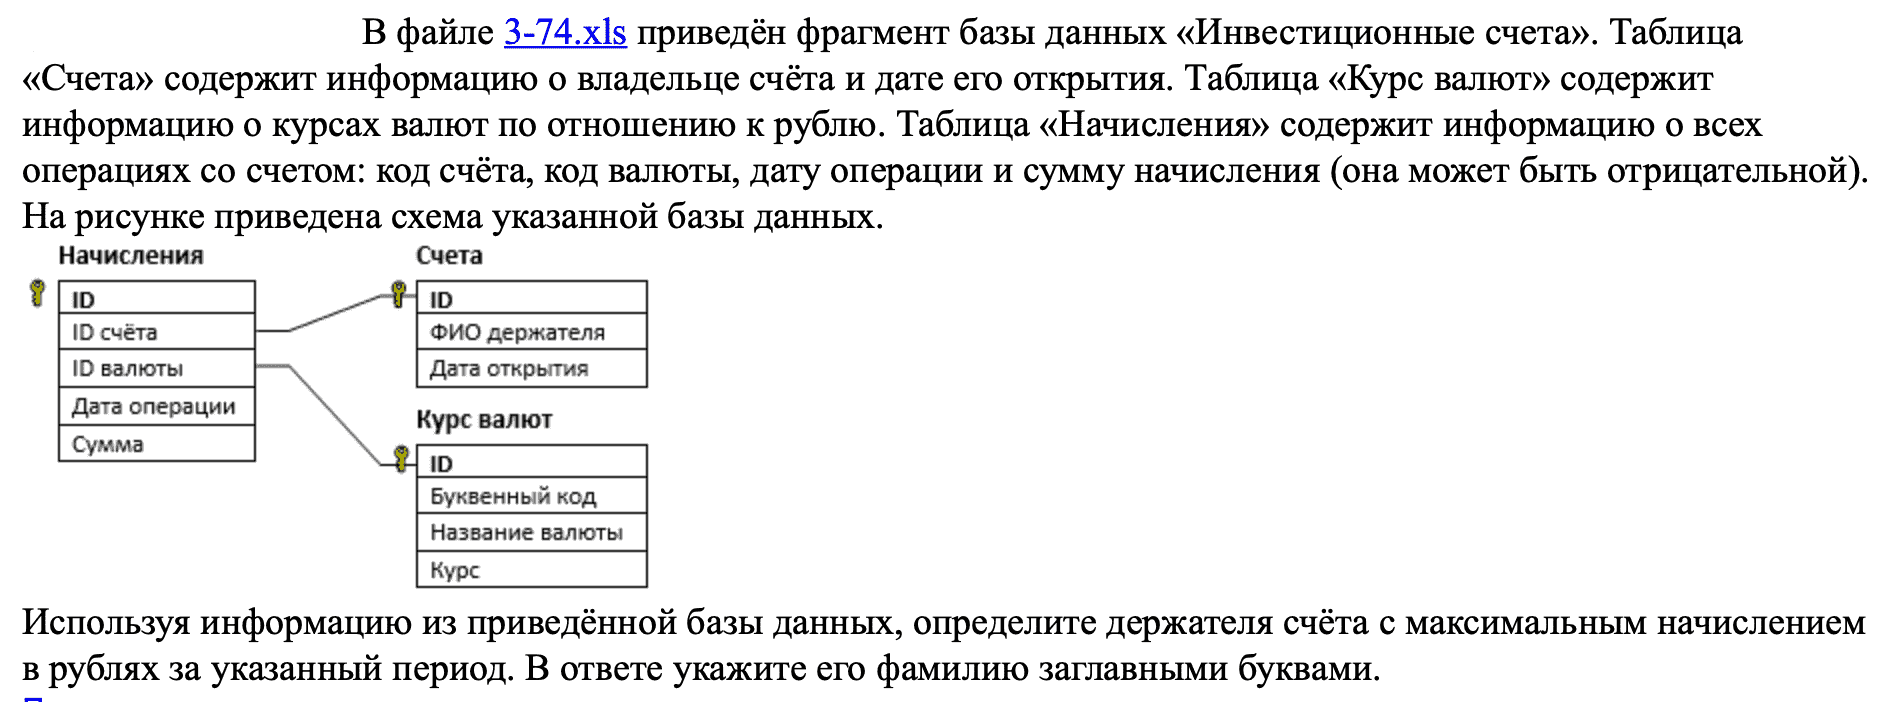 В файле 3-74.xls приведён фрагмент базы данных «Инвестиционные счета». Таблица
«Счета» содержит информацию о владельце счёта и дате его открытия. Таблица «Курс валют» содержит
информацию о курсах валют по отношению к рублю. Таблица «Начисления» содержит информацию о всех
операциях со счетом: код счёта, код валюты, дату операции и сумму начисления (она может быть отрицательной).
На рисунке приведена схема указанной базы данных.
Начисления
ID
ID счёта
ID валюты
Дата операции
Сумма
Счета
ID
ФИО держателя
Дата открытия
Курс валют
ID
Буквенный код
Название валюты
Курс
Используя информацию из приведённой базы данных, определите держателя счёта с максимальным начислением
в рублях за указанный период. В ответе укажите его фамилию заглавными буквами.